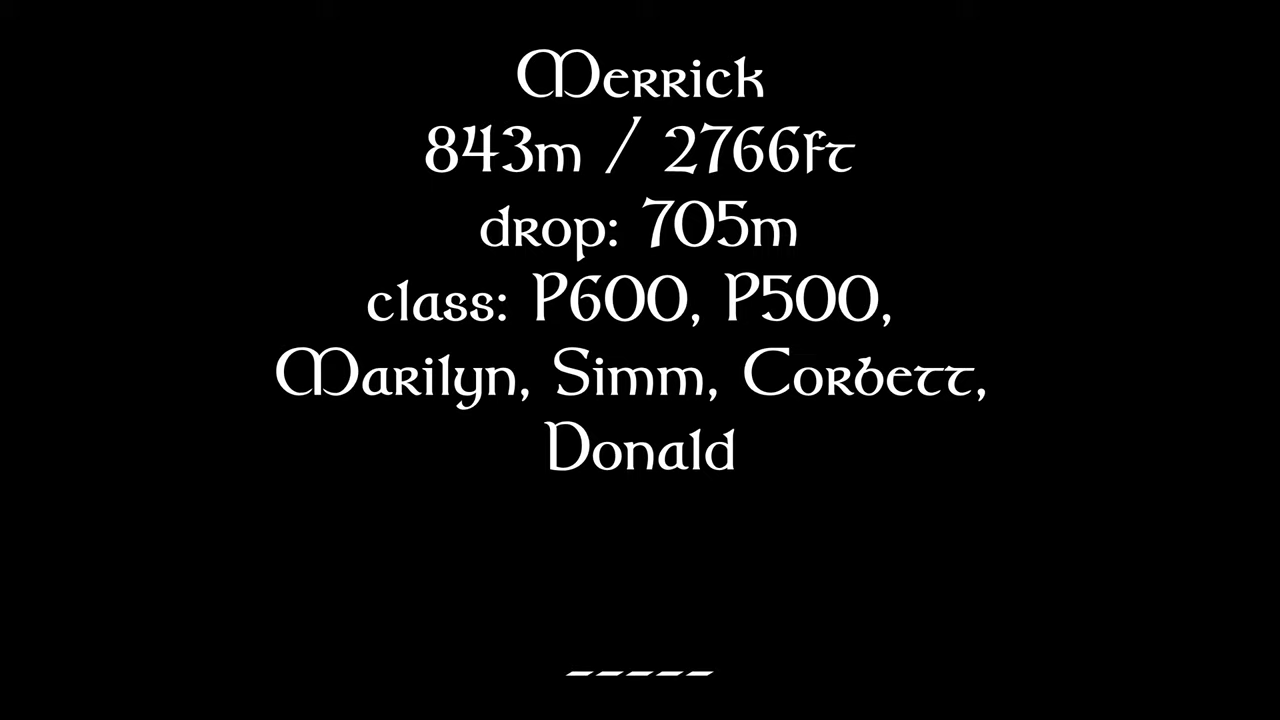 Merrick
843m / 2766ft
drop: 705m
class: P600, P500,
Marilyn, Simm, Corbett,
Donald
-----